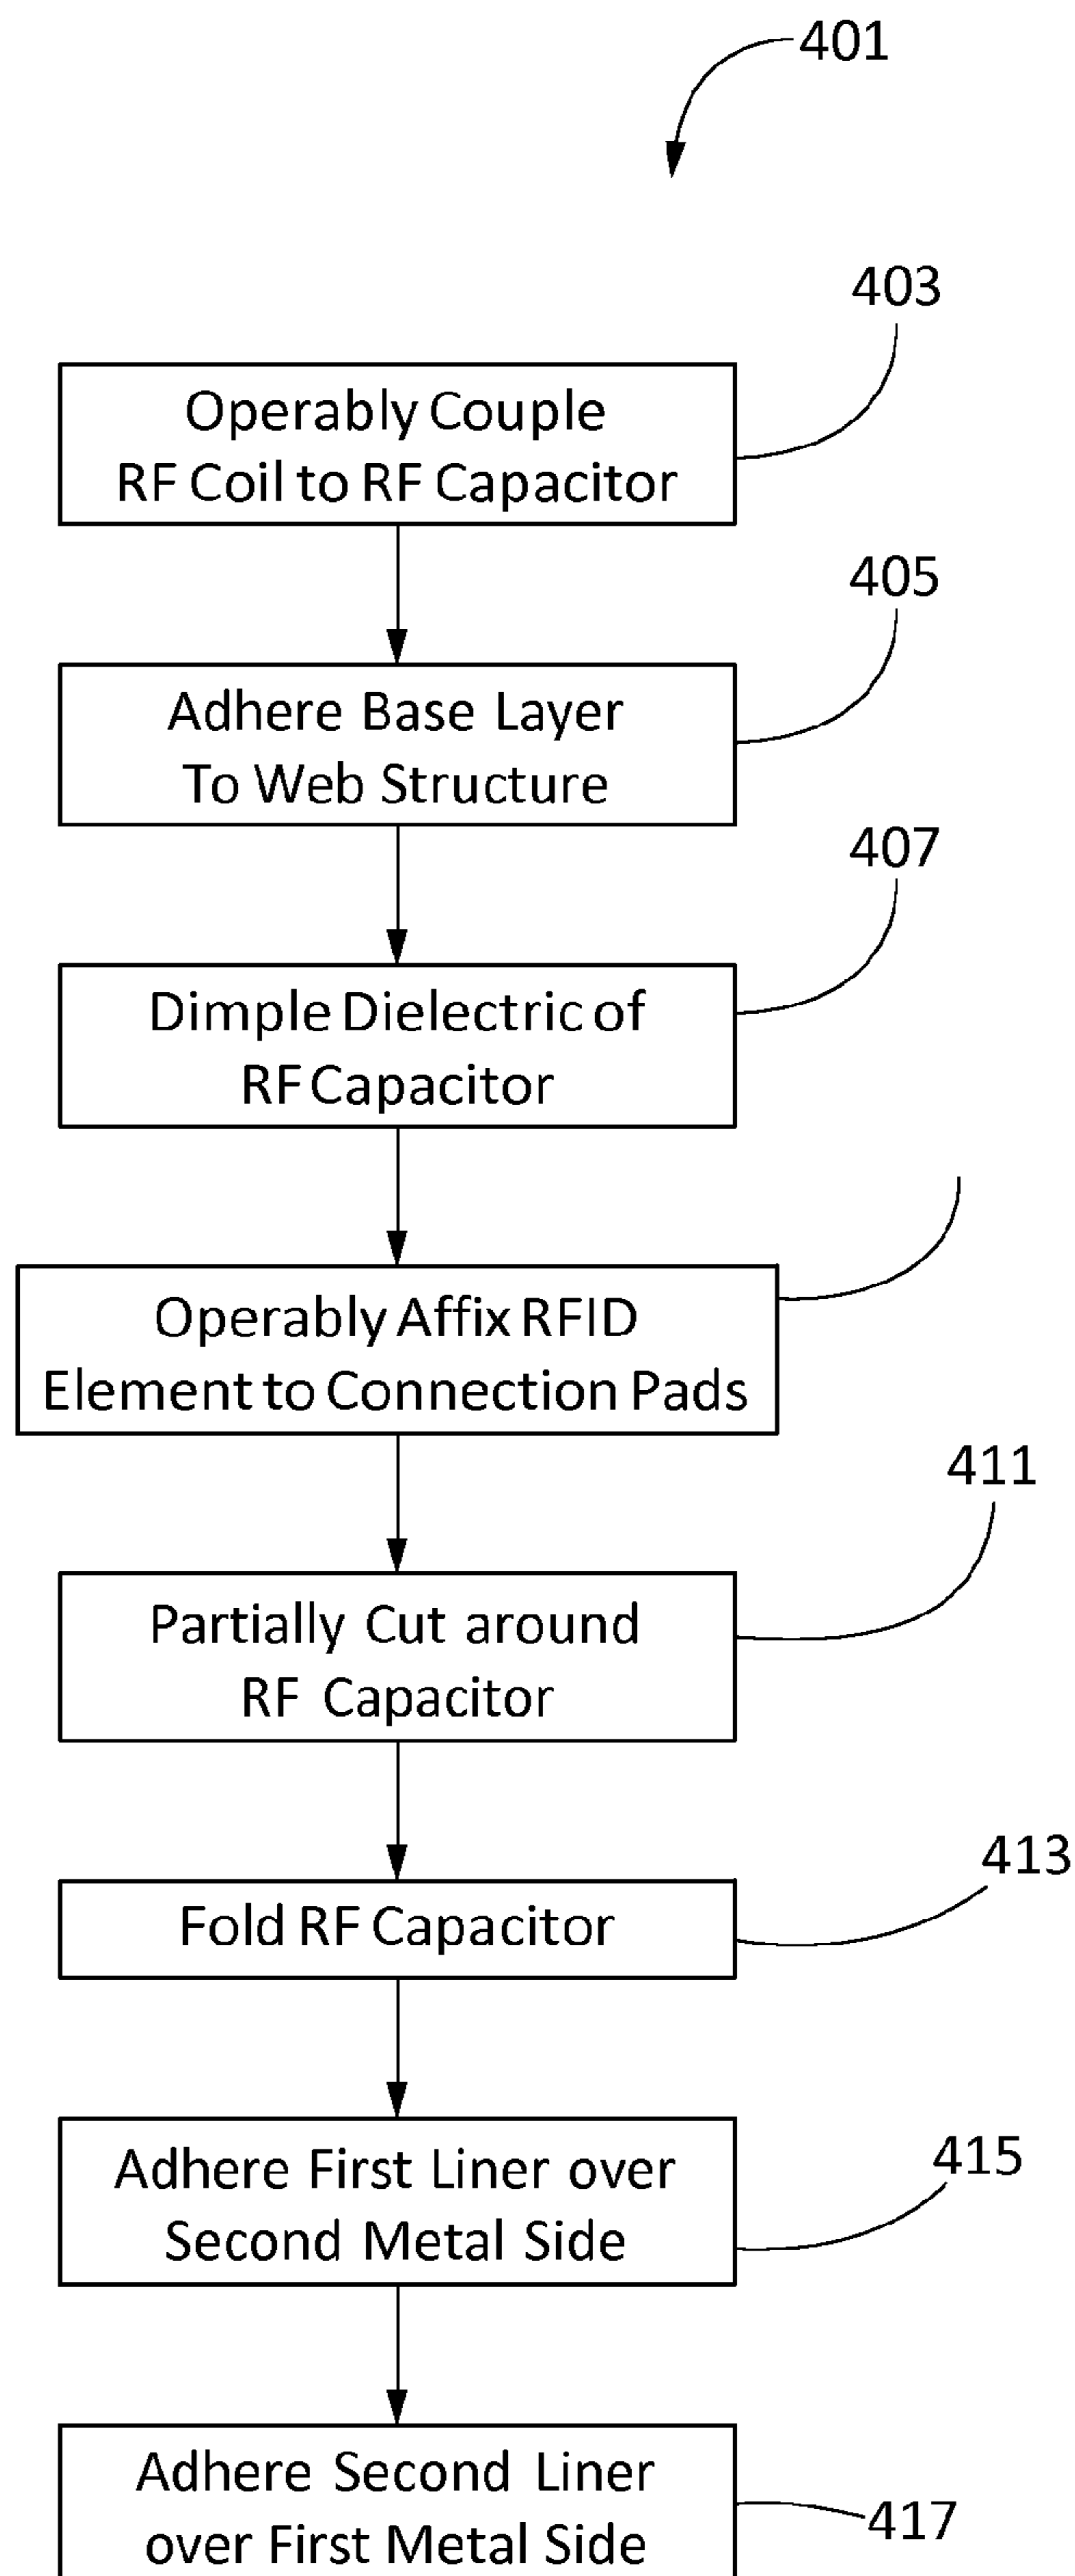 401
403
Operably Couple
RF Coil to RF Capacitor
405
Adhere Base Layer
To Web Structure
407
Dimple Dielectric of
RF Capacitor
Operably Affix RFID
Element to Connection Pads
411
Partially Cut around
RF Capacitor
413
Fold RF Capacitor
415
Adhere First Liner over
Second Metal Side
Adhere Second Liner
over First Metal Side
417